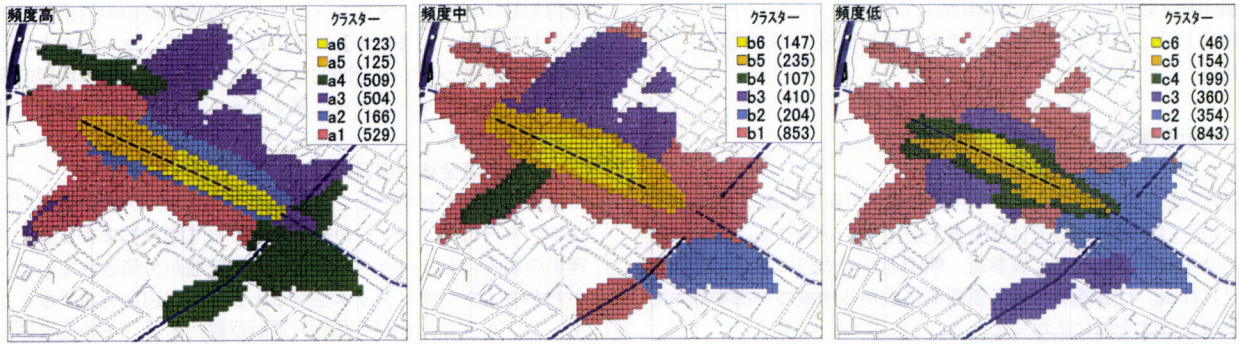 頻度高
クラスター
a6 (123)
a5 (125)
a4 (509)
a3 (504)
a2 (166)
a1 (529)
頻度中
クラスター
b6 (147)
b5 (235)
b4 (107)
b3 (410)
b2 (204)
b1 (853)
頻度低
クラスター
c6 (46)
c5 (154)
c4 (199)
c3 (360)
c2 (354)
c1 (843)